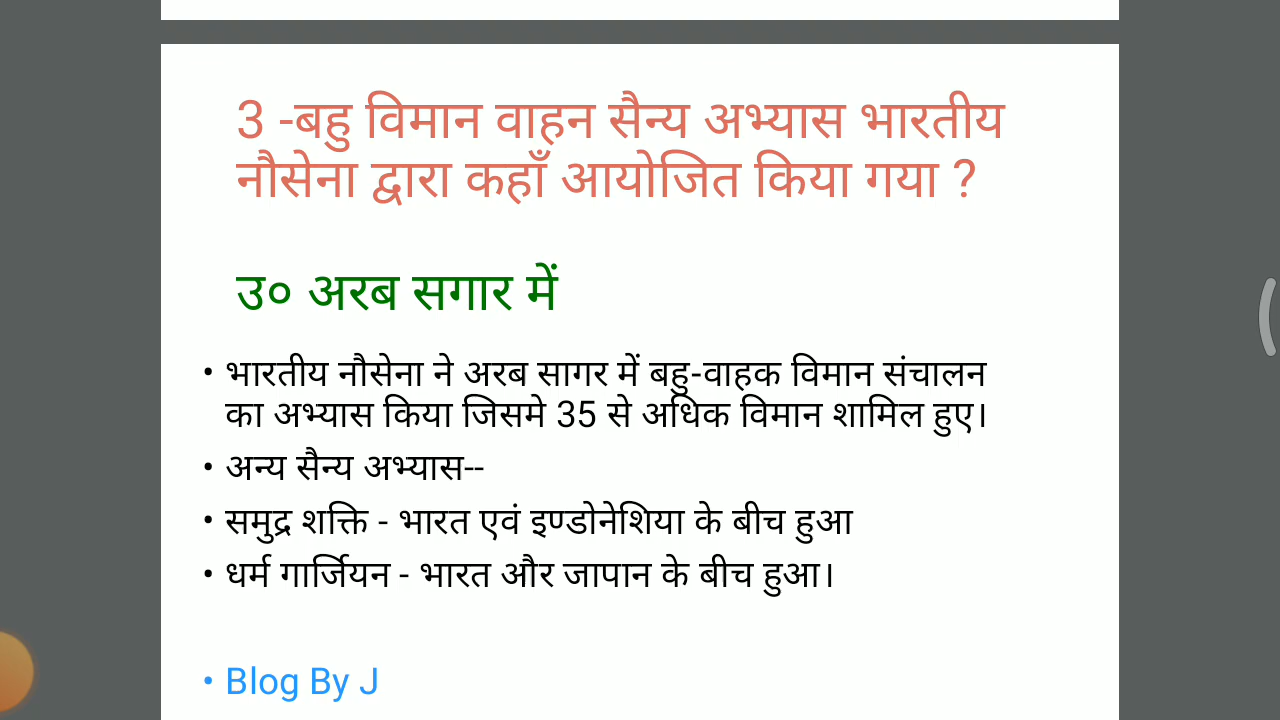 3 -बहु विमान वाहन सैन्य अभ्यास भारतीय
नौसेना द्वारा कहाँ आयोजित किया गया ?
उ० अरब सगार में
• भारतीय नौसेना ने अरब सागर में बहु-वाहक विमान संचालन
का अभ्यास किया जिसमे 35 से अधिक विमान शामिल हुए।
• अन्य सैन्य अभ्यास--
• समुद्र शक्ति - भारत एवं इण्डोनेशिया के बीच हुआ
• धर्म गार्जियन - भारत और जापान के बीच हुआ।
• Blog By J